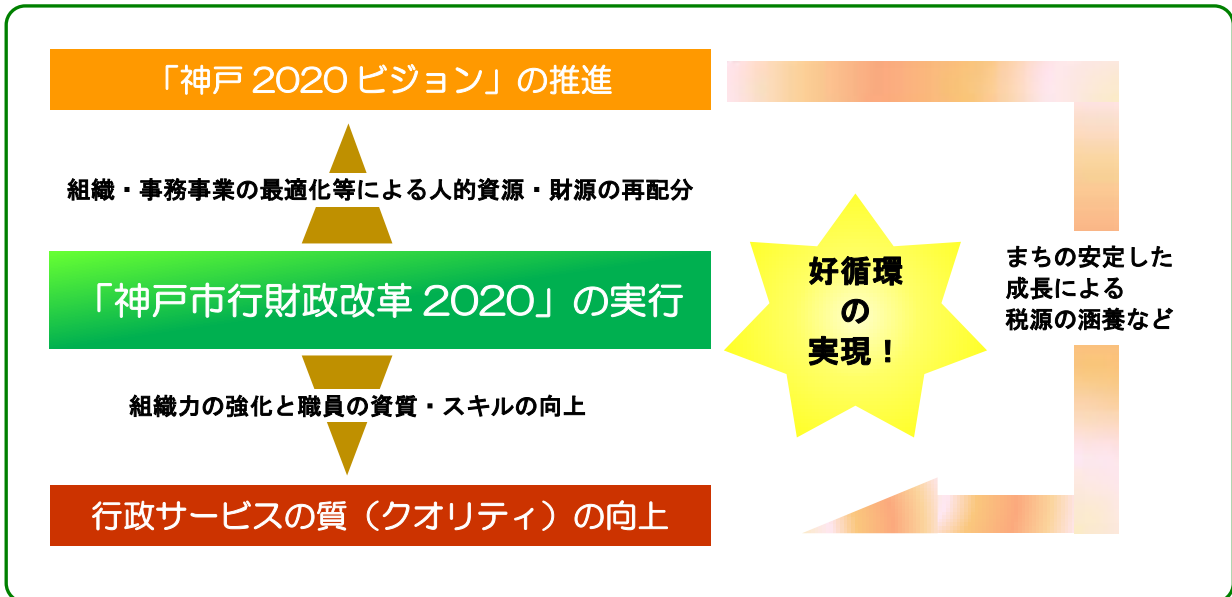 「神戸 2020 ビジョン」の推進
組織・事務事業の最適化等による人的資源・財源の再配分
「神戸市行財政改革 2020」の実行
組織力の強化と職員の資質・スキルの向上
行政サービスの質（クオリティ）の向上
好循環
の
実現！
まちの安定した
成長による
税源の涵養など